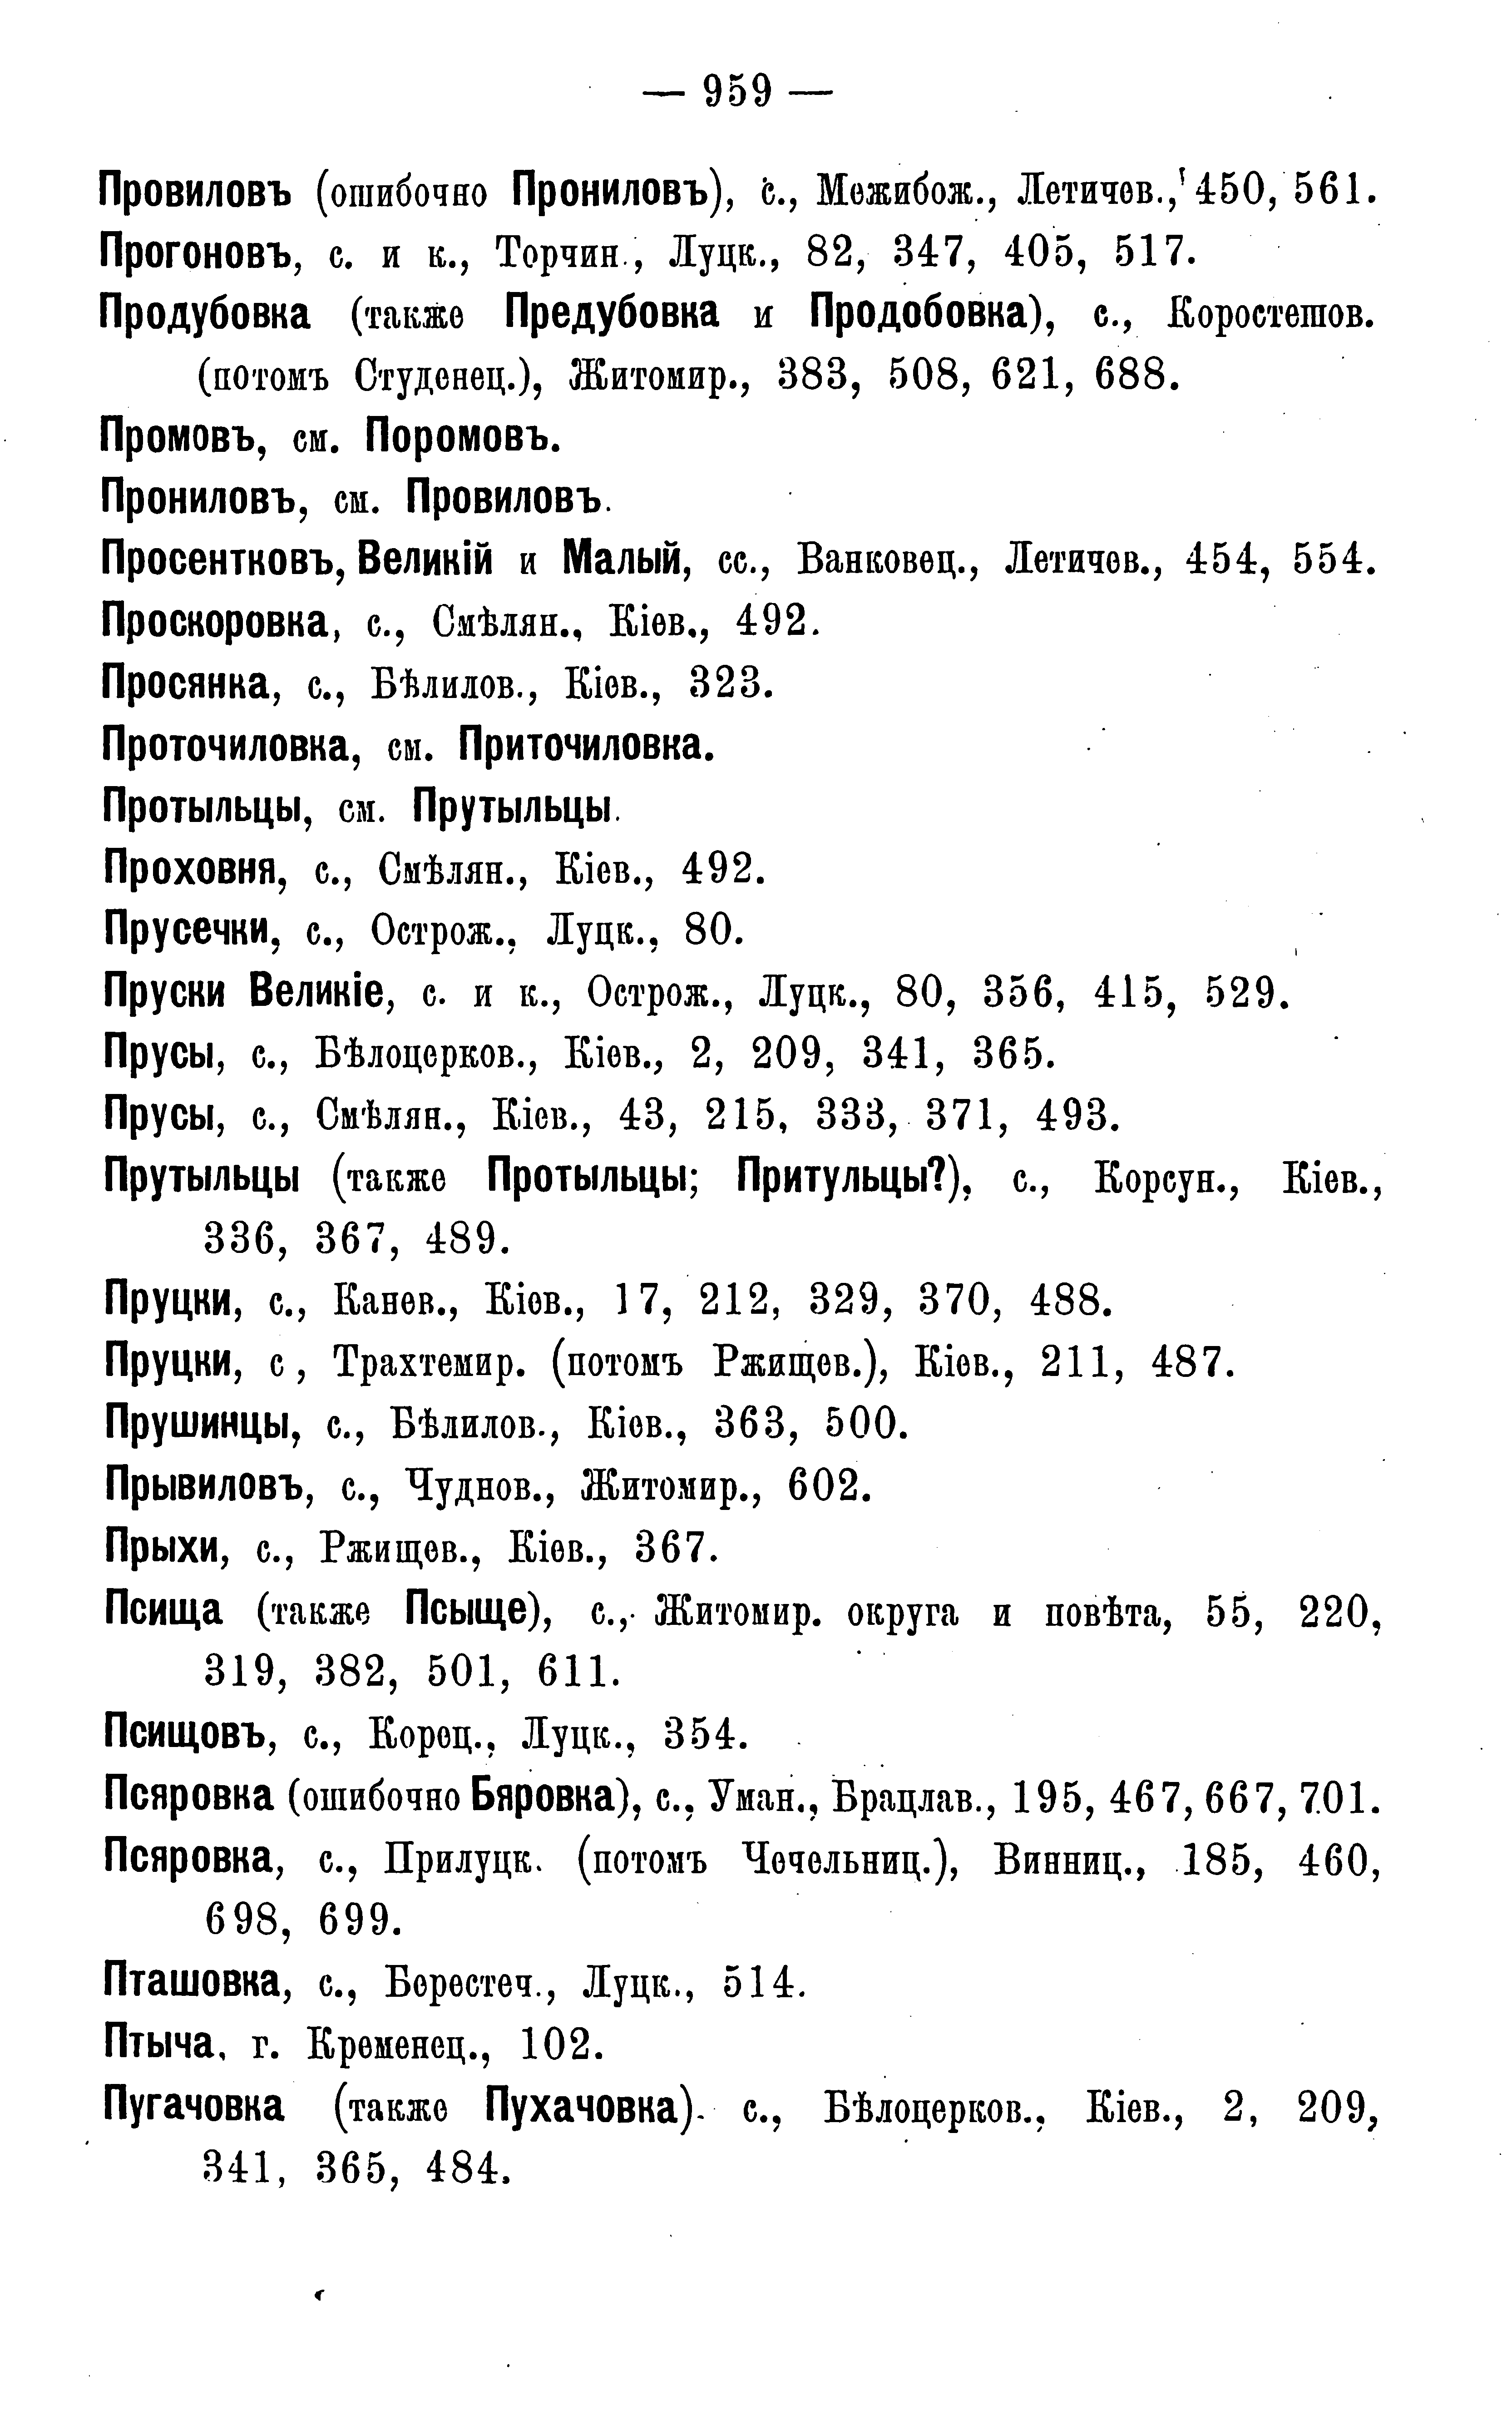 — 959 —
Провиловъ (ошибочно Прониловъ), с., Межибож., Летичев., 450, 561.
Прогоновъ, с. и к., Торчин., Луцк., 82, 347, 405, 517.
Продубовка (также Предубовка и Продобовка), с., Коростешов.
(потомъ Студенец.), Житомир., 383, 508, 621, 688.
Промовъ, см. Поромовъ.
Прониловъ, см. Провиловъ.
Просентковъ, Великій и Малый, сс., Ванковец., Летичев., 454, 554.
Проскоровка, с., Смѣлян., Кіев., 492.
Просянка, с., Бѣлилов., Кіев., 323.
Проточиловка, см. Приточиловка.
Протыльцы, см. Прутыльцы.
Проховня, с., Смѣлян., Кіев., 492.
Прусечки, с., Острож., Луцк., 80.
Пруски Великіе, с. и к., Острож., Луцк., 80, 356, 415, 529.
Прусы, с., Бѣлоцерков., Кіев., 2, 209, 341, 365.
Прусы, с., Смѣлян., Кіев., 43, 215, 333, 371, 493.
Прутыльцы (также Протыльцы; Притульцы?), с., Корсун., Кіев.,
336, 367, 489.
Пруцки, с., Канев., Кіев., 17, 212, 329, 370, 488.
Пруцки, с , Трахтемир. (потомъ Ржищев.), Кіев., 211, 487.
Прушинцы, с., Бѣлилов., Кіев., 363, 500.
Прывиловъ, с., Чуднов., Житомир., 602.
Прыхи, с., Ржищев., Кіев., 367.
Псища (также Псыще), с., Житомир. округа и повѣта, 55, 220,
319, 382, 501, 611.
Псищовъ, с., Корец., Луцк., 354.
Псяровка (ошибочно Бяровка), с., Уман., Брацлав., 195, 467, 667, 701.
Псяровка, с., Прилуцк. (потомъ Чечельниц.), Винниц., 185, 460,
698, 699.
Пташовка, с., Берестеч., Луцк., 514.
Птыча, г. Кременец., 102.
Пугачовка (также Пухачовка). с., Бѣлоцерков., Кіев., 2, 209,
341, 365, 484.